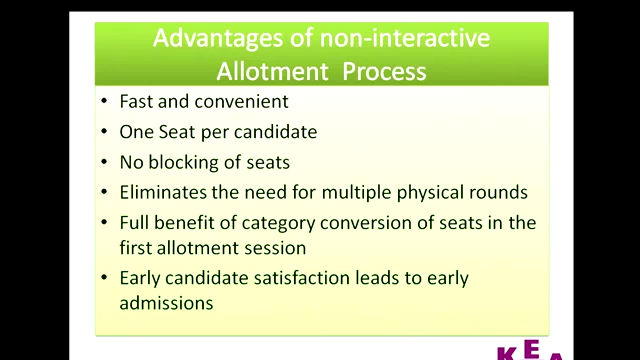 Advantages of non-interactive
Allotment Process
• Fast and convenient
• One Seat per candidate
• No blocking of seats
• Eliminates the need for multiple physical rounds
• Full benefit of category conversion of seats in the
first allotment session
• Early candidate satisfaction leads to early
admissions
KEA